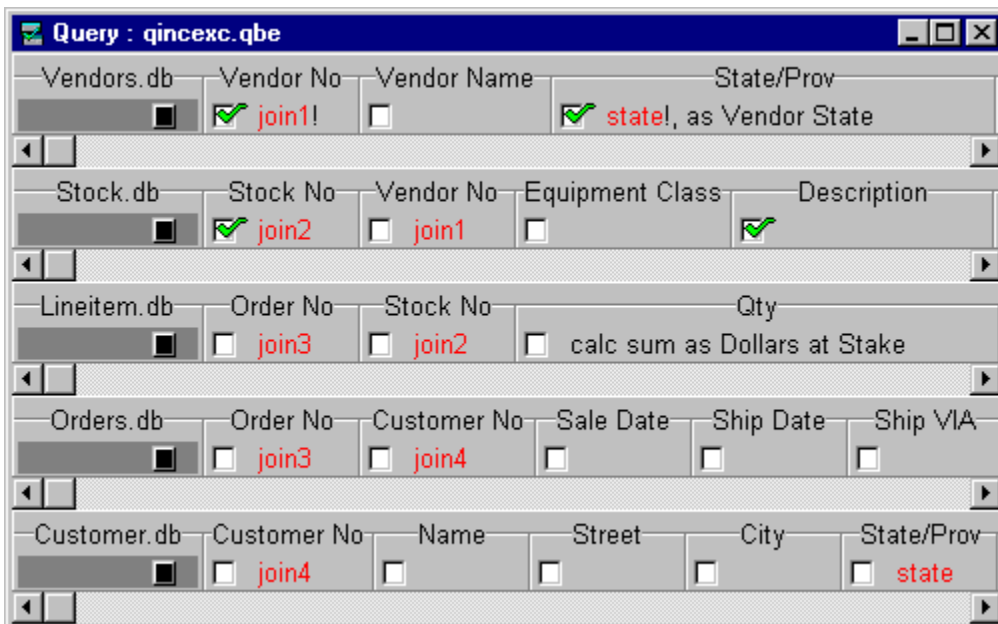 Query : qincexc.qbe
Vendors.db Vendor No Vendor Name State/Prov
join1! state!, as Vendor State
Stock.db Stock No Vendor No Equipment Class Description
join2 join1
Lineitem.db Order No Stock No Qty
join3 join2 calc sum as Dollars at Stake
Orders.db Order No Customer No Sale Date Ship Date Ship VIA
join3 join4
Customer.db Customer No Name Street City State/Prov
join4 state